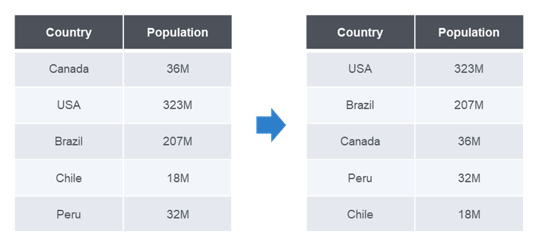 Country Population
Canada 36M
USA 323M
Brazil 207M
Chile 18M
Peru 32M
Country Population
USA 323M
Brazil 207M
Canada 36M
Peru 32M
Chile 18M